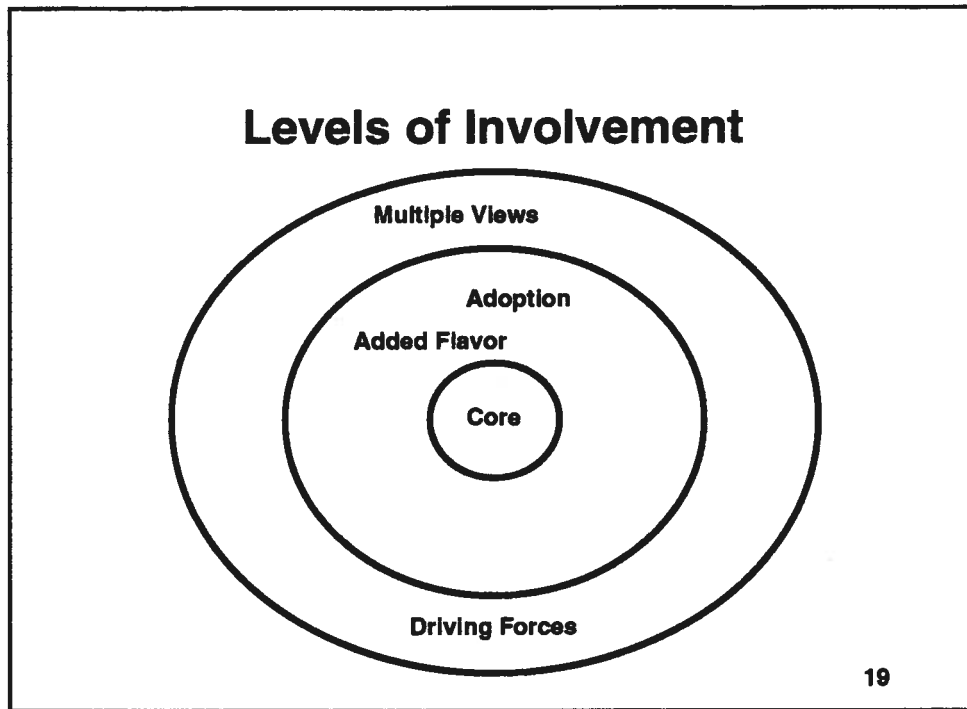 Levels of Involvement
Multiple Views
Adoption
Added Flavor
Core
Driving Forces
19